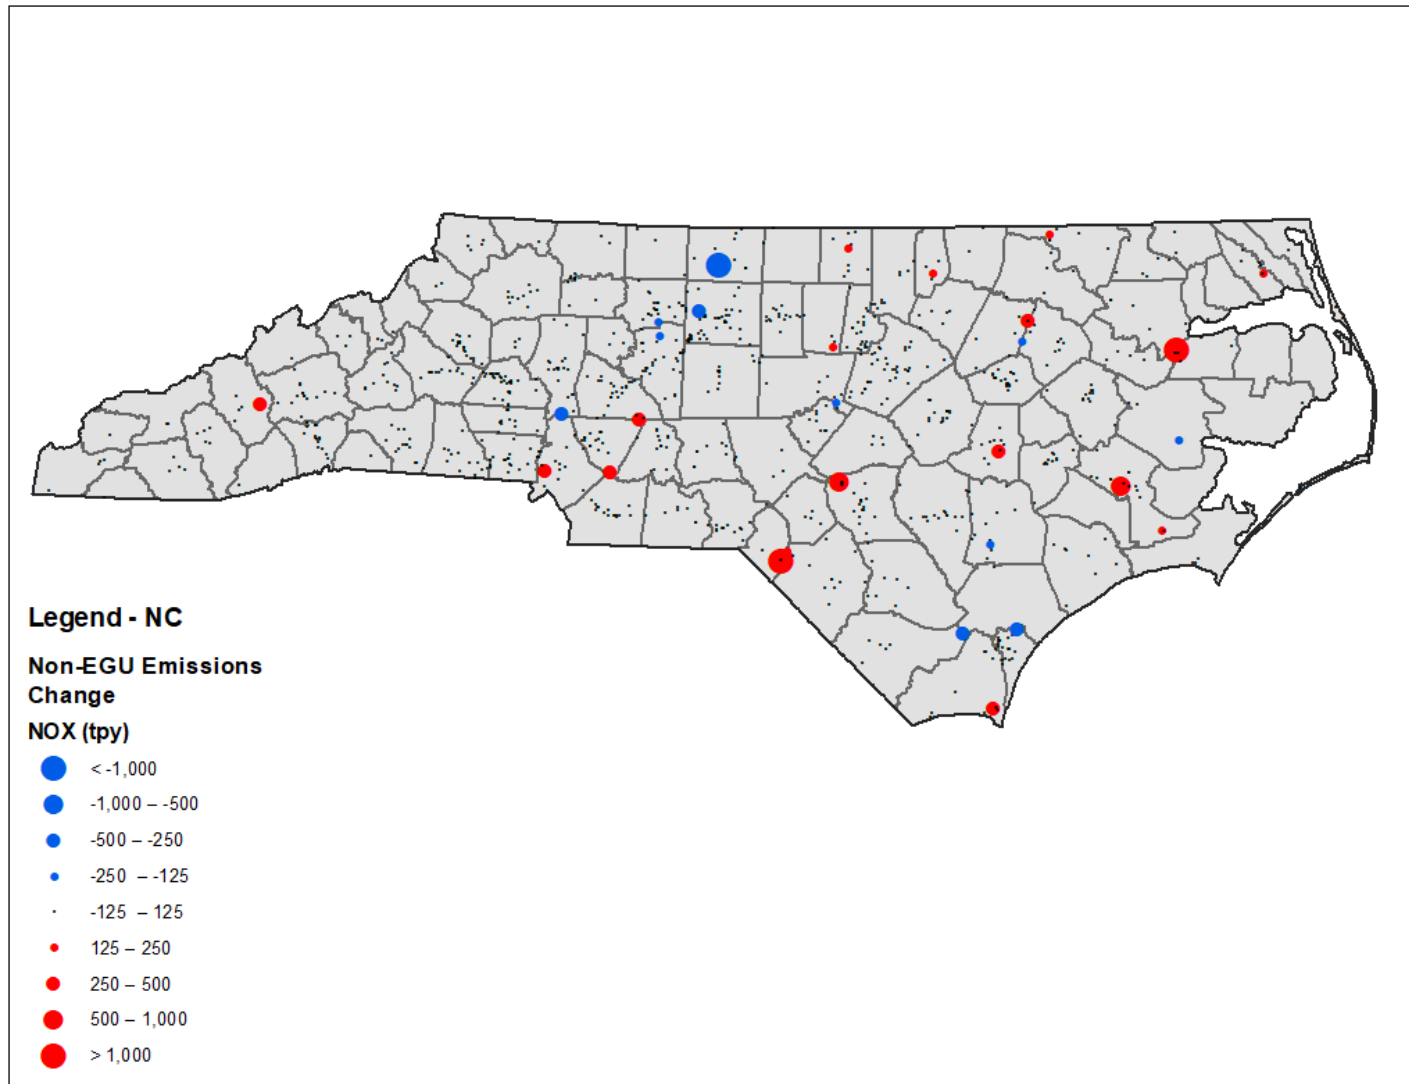 Legend - NC
Non-EGU Emissions
Change
NOX (tpy)
< -1,000
-1,000 – -500
-500 – -250
-250 – -125
-125 – 125
125 – 250
250 – 500
500 – 1,000
> 1,000